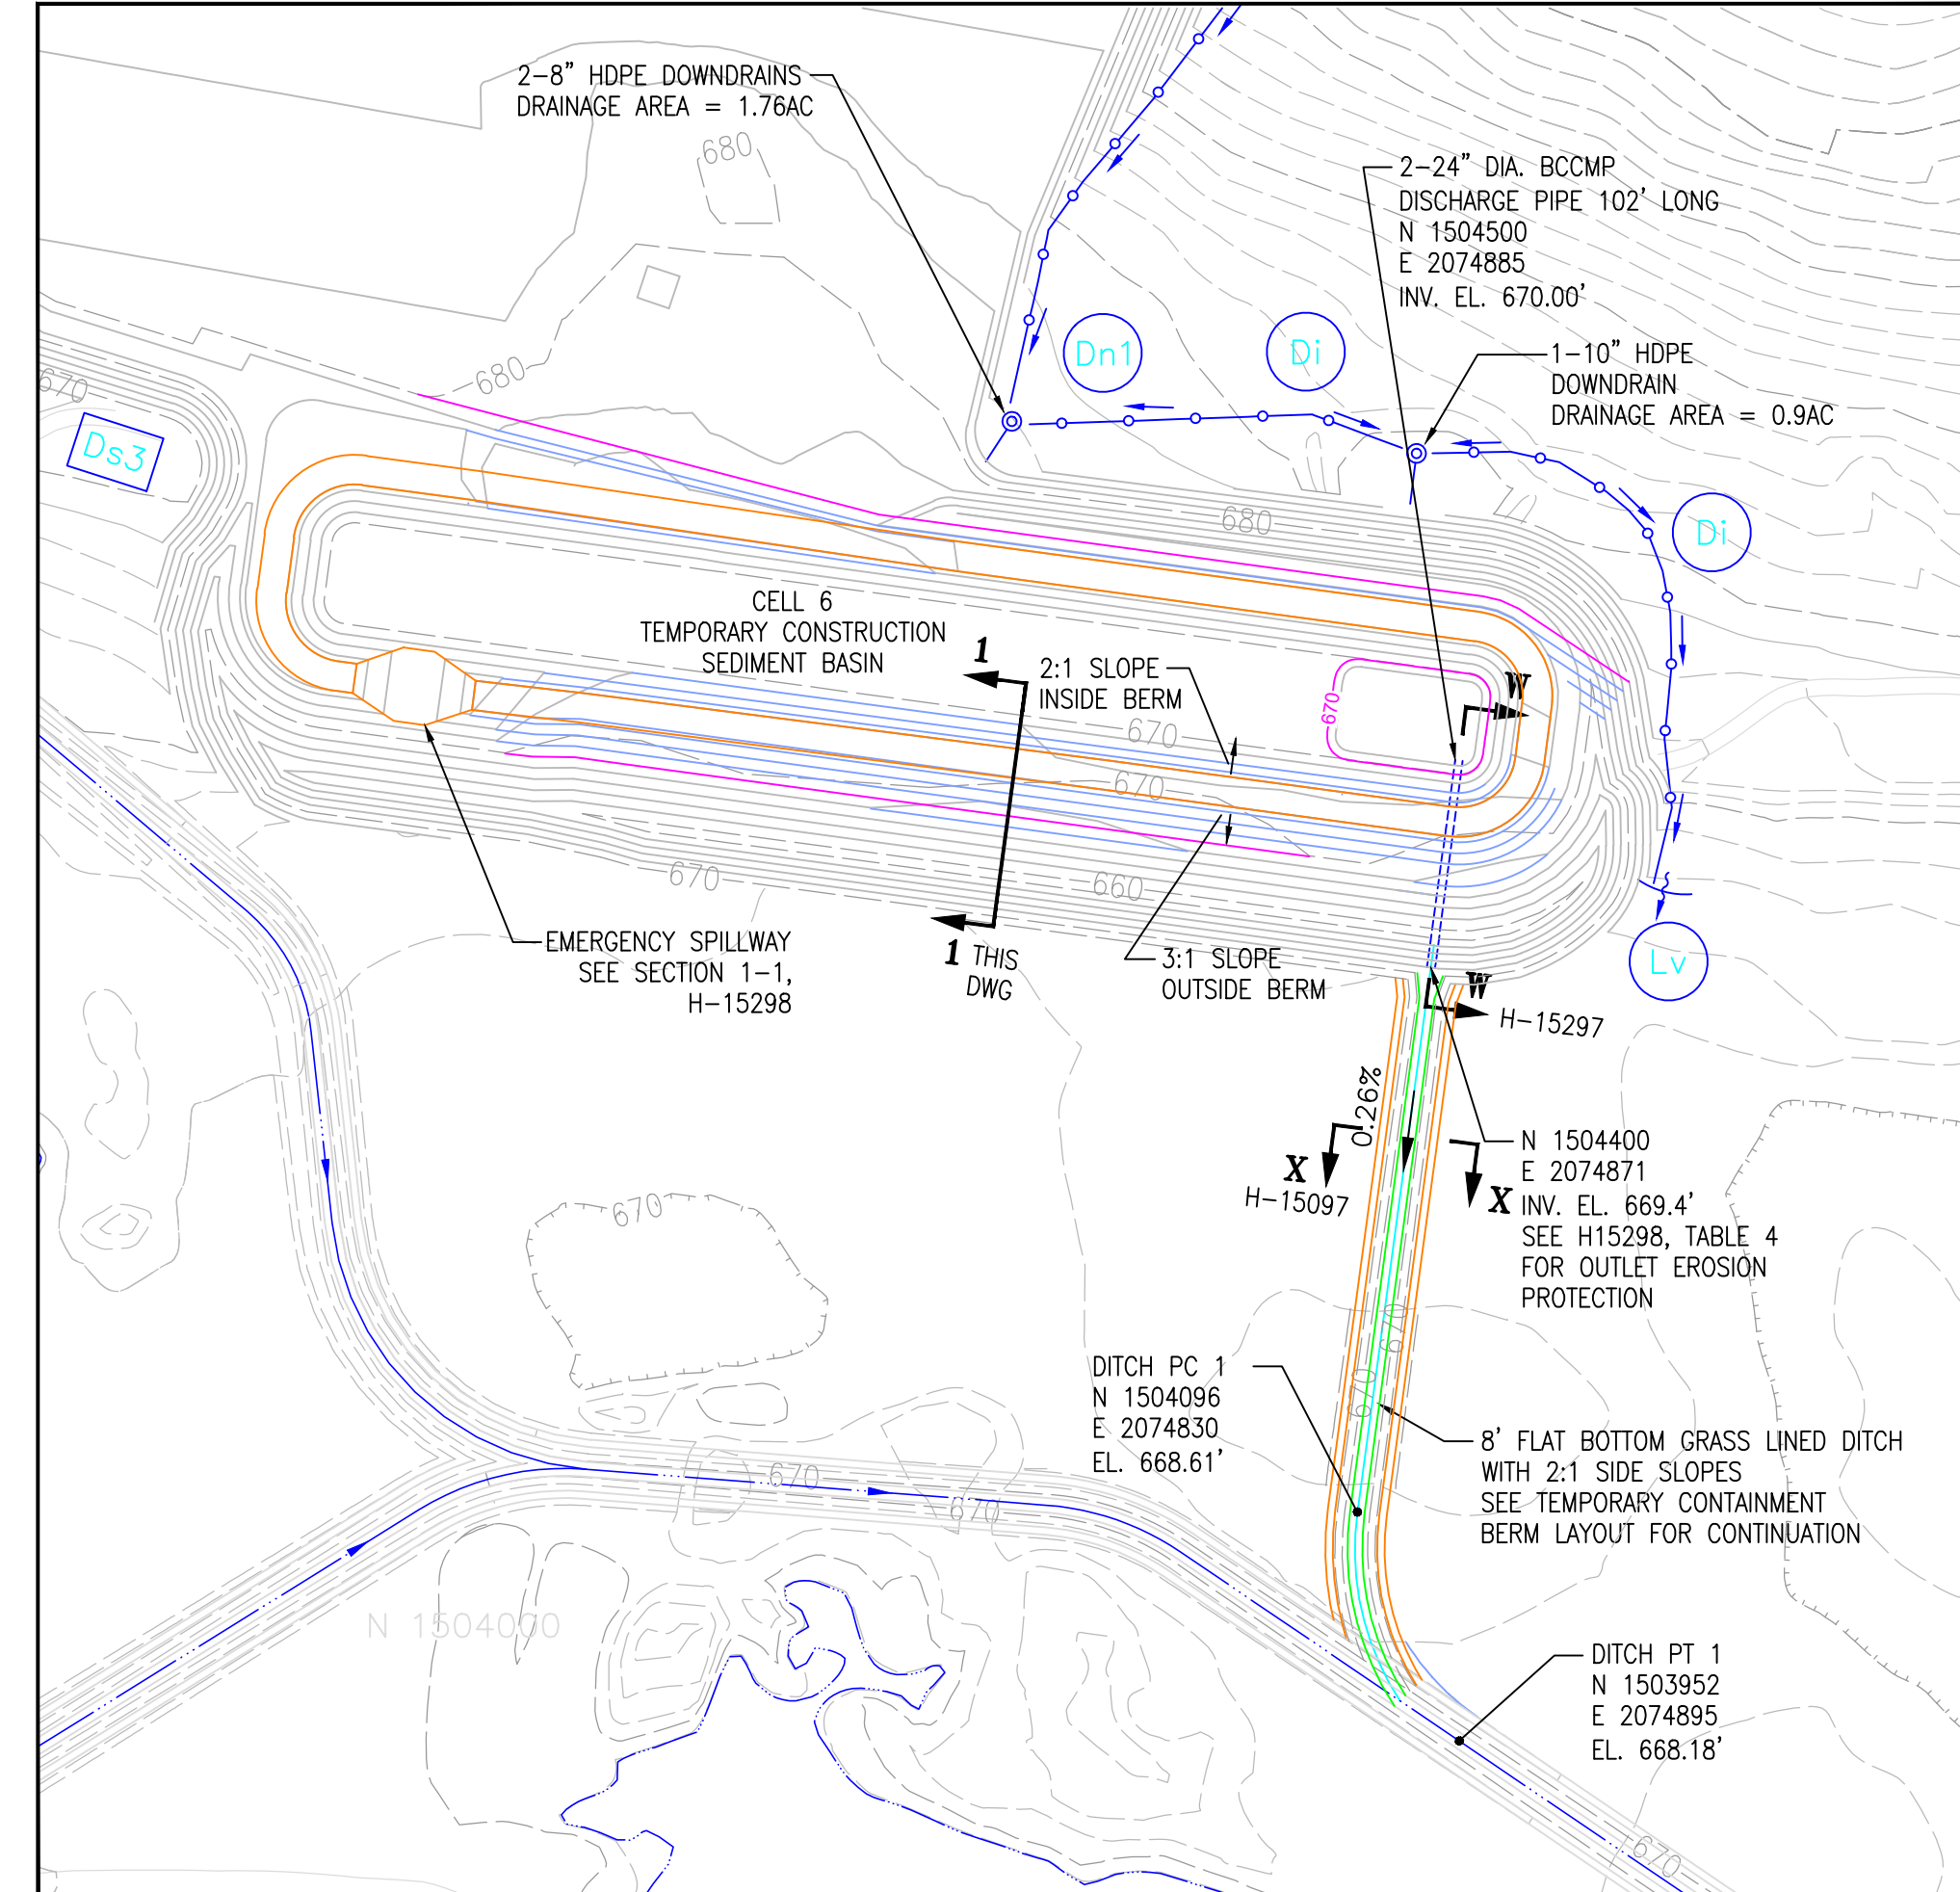 2-8" HDPE DOWNDRAINS
DRAINAGE AREA = 1.76AC
680
2-24" DIA. BCCMP
DISCHARGE PIPE 102' LONG
N 1504500
E 2074885
INV. EL. 670.00'
Dn1
Di
1-10" HDPE
DOWNDRAIN
DRAINAGE AREA = 0.9AC
680
670
Ds3
680
Di
CELL 6
TEMPORARY CONSTRUCTION
SEDIMENT BASIN
1
2:1 SLOPE
INSIDE BERM
670
W
670
670
670
660
EMERGENCY SPILLWAY
SEE SECTION 1-1,
H-15298
1 THIS
DWG
3:1 SLOPE
OUTSIDE BERM
Lv
W
H-15297
0.26%
X
H-15097
X
N 1504400
E 2074871
INV. EL. 669.4'
SEE H15298, TABLE 4
FOR OUTLET EROSION
PROTECTION
670
670
670
DITCH PC 1
N 1504096
E 2074830
EL. 668.61'
8' FLAT BOTTOM GRASS LINED DITCH
WITH 2:1 SIDE SLOPES
SEE TEMPORARY CONTAINMENT
BERM LAYOUT FOR CONTINUATION
670
670
N 1504000
DITCH PT 1
N 1503952
E 2074895
EL. 668.18'
670